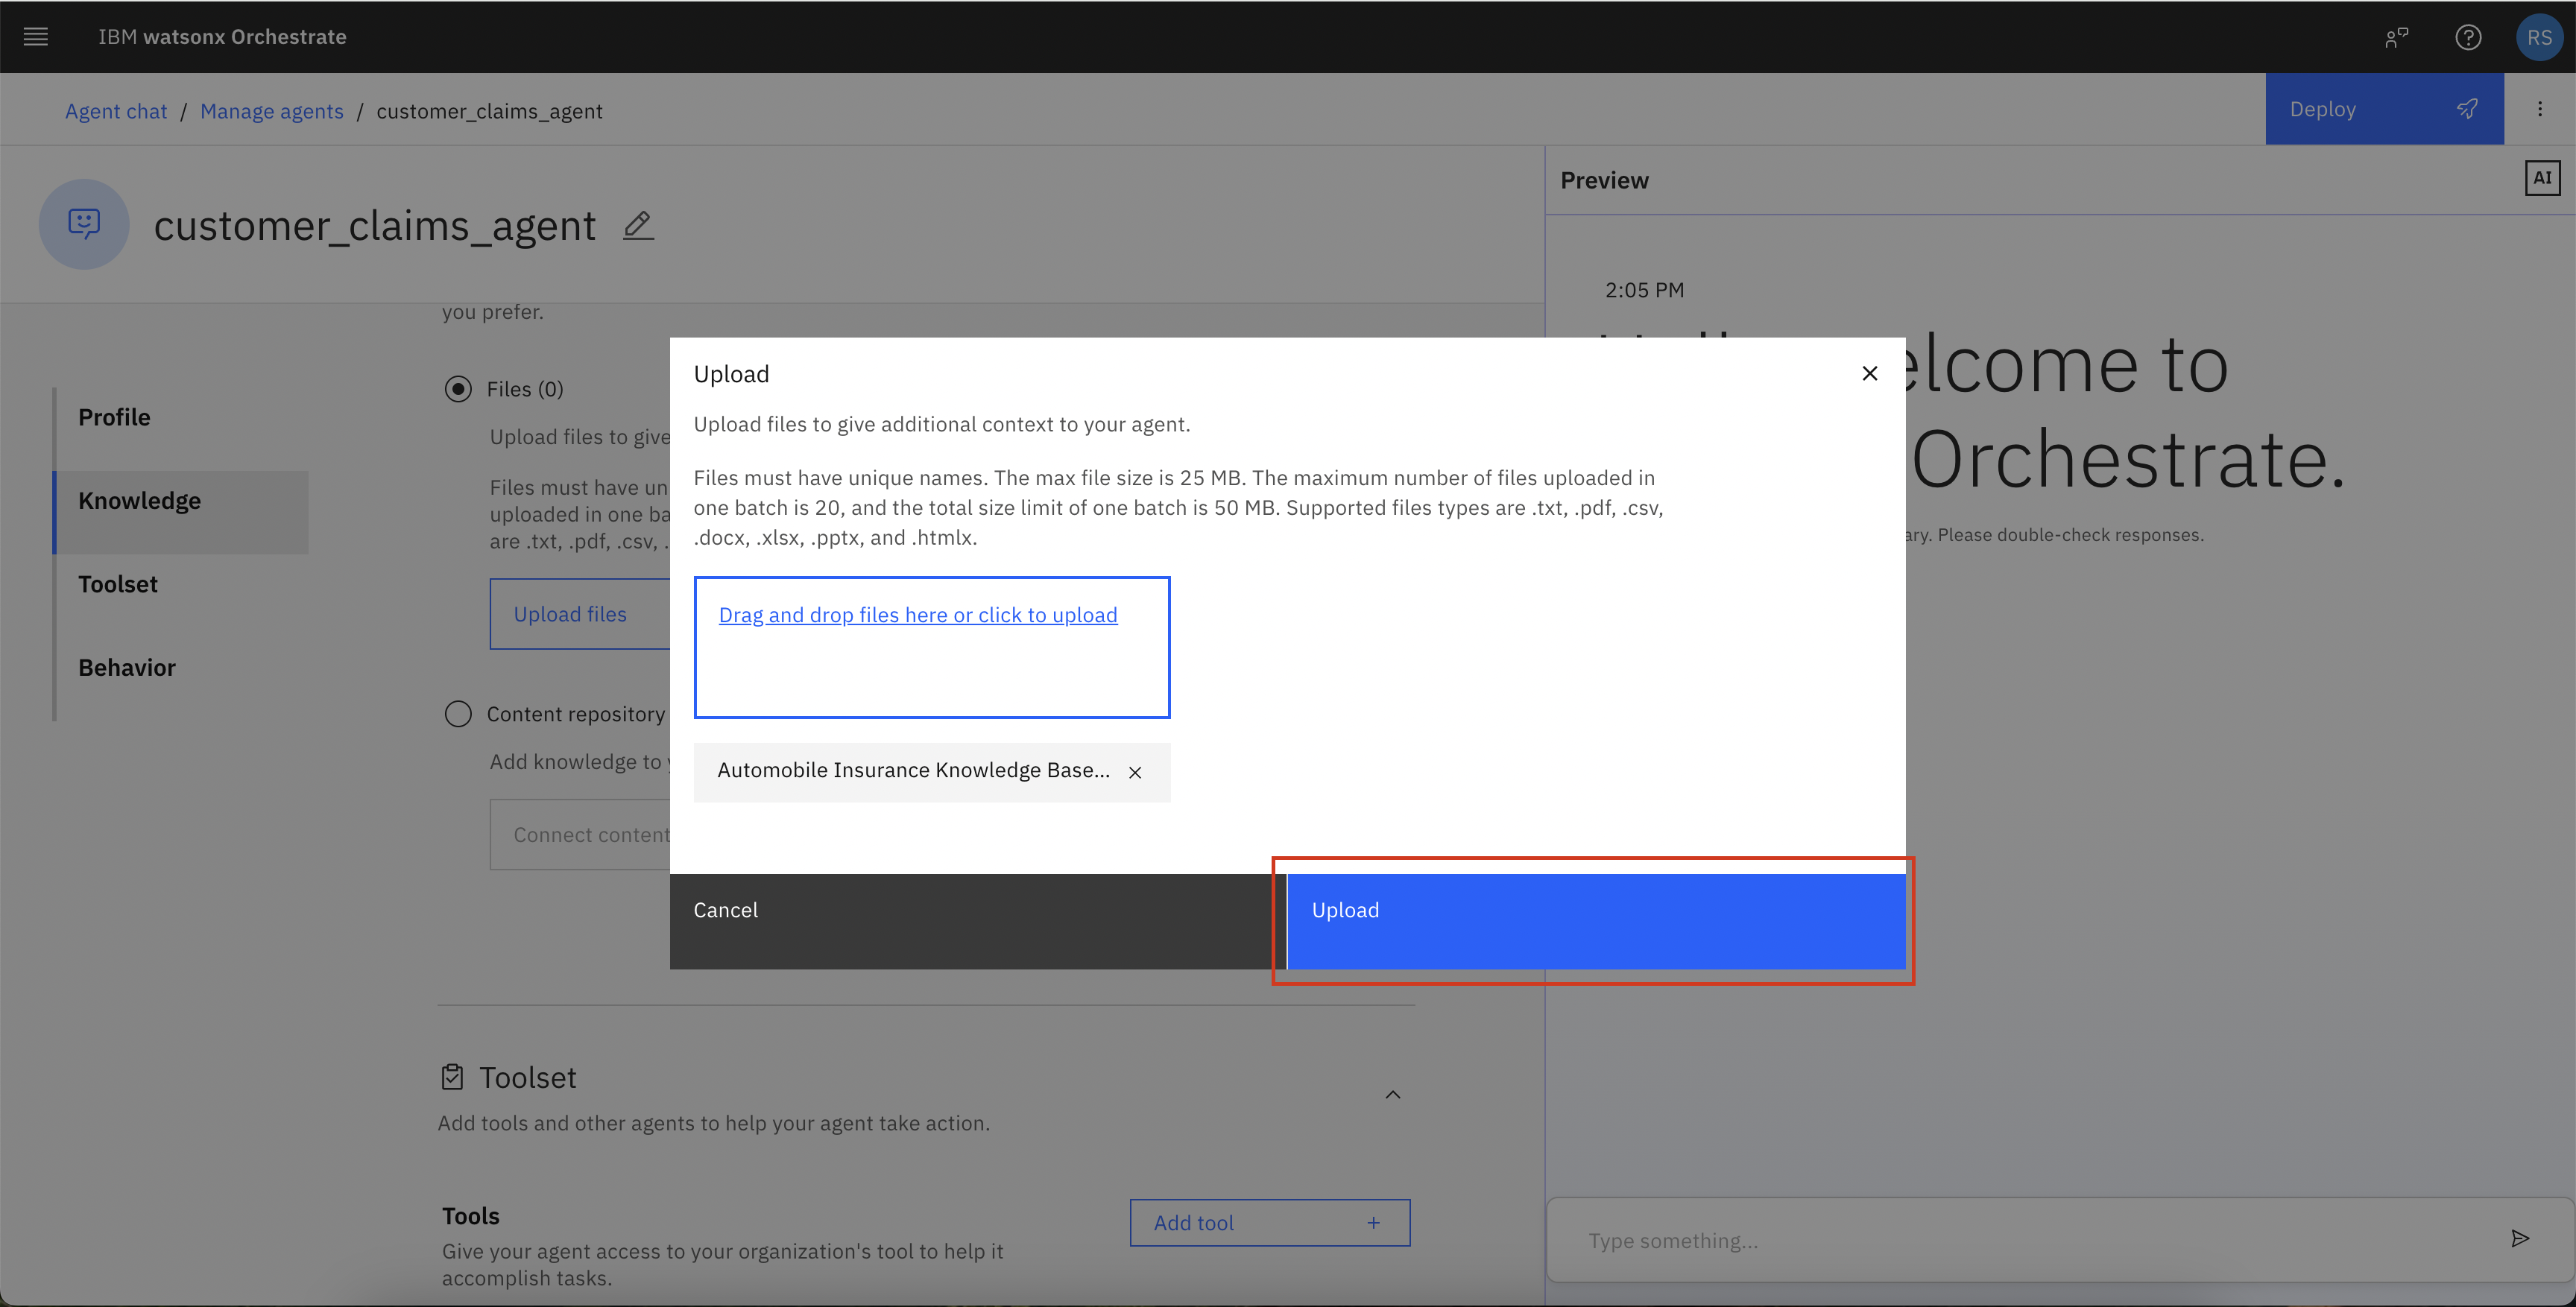 IBM watsonx Orchestrate
RS
Agent chat / Manage agents / customer_claims_agent
Deploy
customer_claims_agent
Preview
AI
you prefer.
2:05 PM
elcome to
Orchestrate.
Please double-check responses.
Profile
Knowledge
Toolset
Behavior
Files (0)
Upload files to give
Files must have un
uploaded in one ba
are .txt, .pdf, .csv, .
Upload files
Content repository
Add knowledge to
Connect content
Upload
Upload files to give additional context to your agent.
Files must have unique names. The max file size is 25 MB. The maximum number of files uploaded in
one batch is 20, and the total size limit of one batch is 50 MB. Supported files types are .txt, .pdf, .csv,
.docx, .xlsx, .pptx, and .htmlx.
Drag and drop files here or click to upload
Automobile Insurance Knowledge Base...
Cancel
Upload
Toolset
Add tools and other agents to help your agent take action.
Tools
Give your agent access to your organization's tool to help it
accomplish tasks.
Add tool +
Type something...